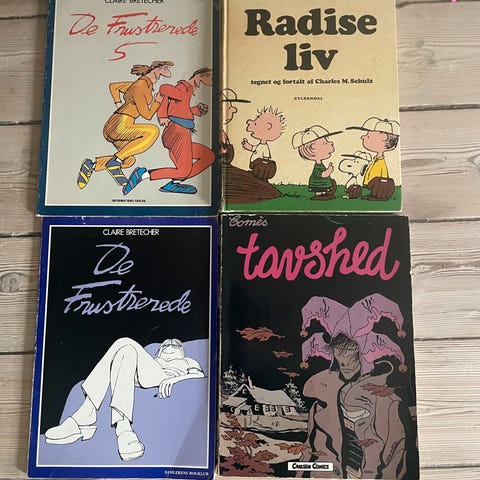 CLAIRE BRETECHER
De Frustrerede
5
INFORMATIONS FORLAG
Radise
liv
tegnet og fortalt af Charles M. Schulz
GYLDENDAL
CLAIRE BRETECHER
De
Frustrerede
SAMLERENS BOGKLUB
Comès
tavshed
CARLSEN COMICS